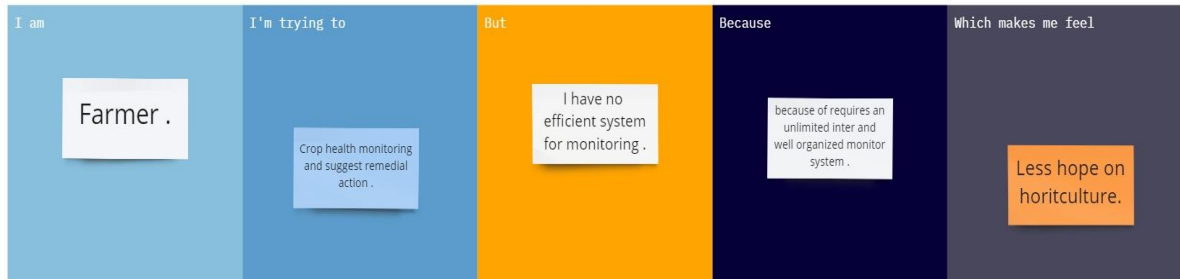 I am
Farmer .
I'm trying to
Crop health monitoring
and suggest remedial
action .
But
I have no
efficient system
for monitoring .
Because
because of requires an
unlimited inter and
well organized monitor
system .
Which makes me feel
Less hope on
horitculture.